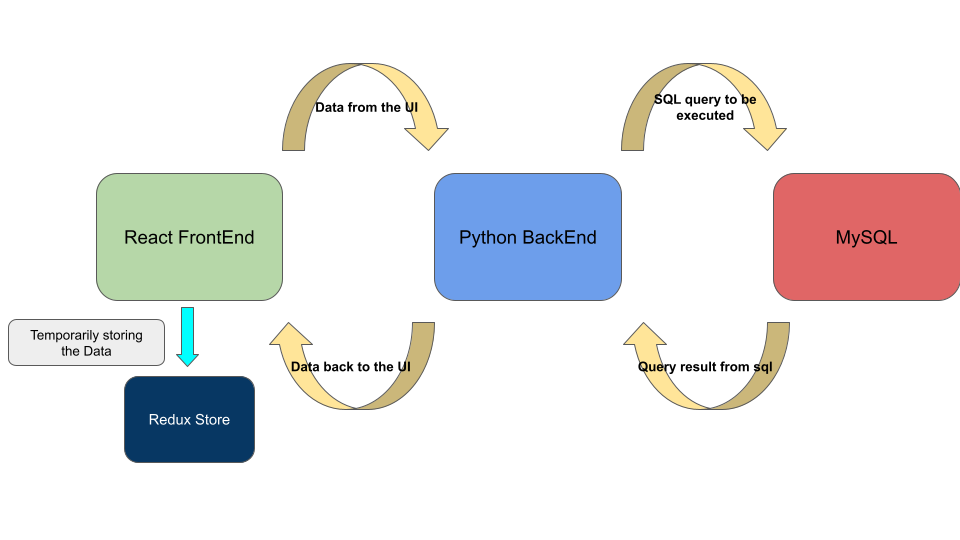 Data from the UI
SQL query to be
executed
React FrontEnd
Python BackEnd
MySQL
Temporarily storing
the Data
Data back to the UI
Query result from sql
Redux Store